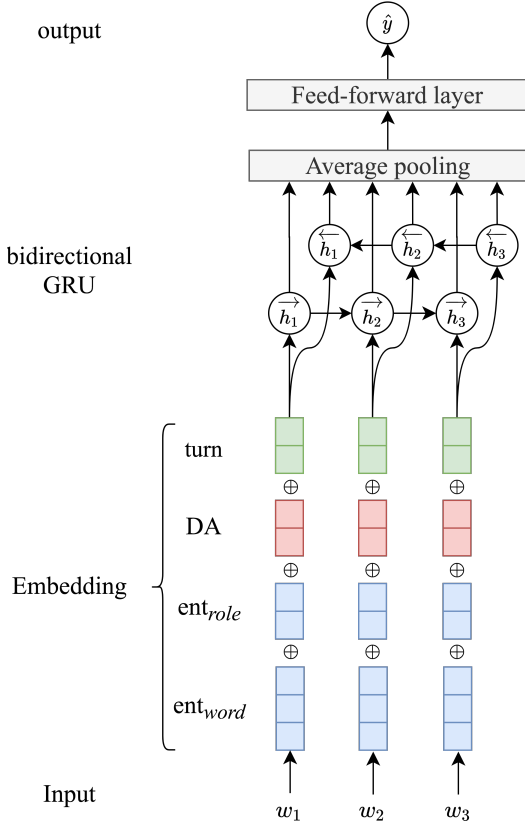 output
ŷ
Feed-forward layer
Average pooling
bidirectional
GRU
←h₁ ←h₂ ←h₃
→h₁ →h₂ →h₃
Embedding
turn
⊕ ⊕ ⊕
DA
⊕ ⊕ ⊕
ent_role
⊕ ⊕ ⊕
ent_word
Input
w₁ w₂ w₃